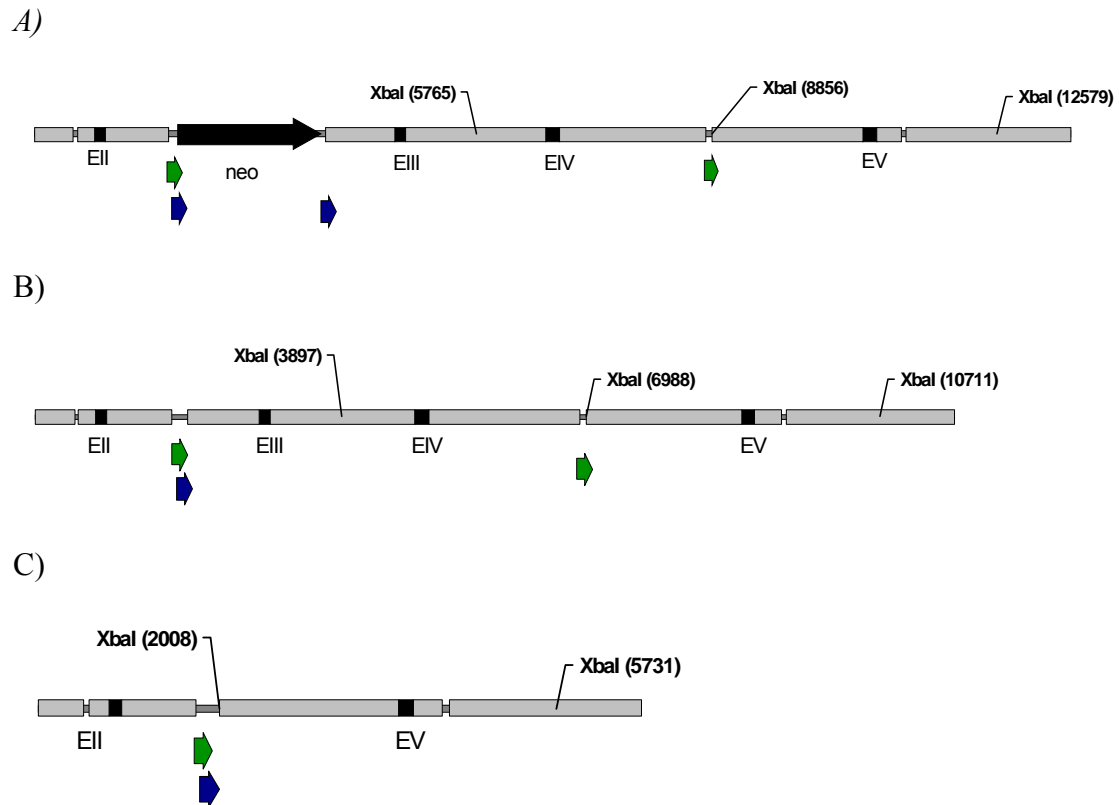 A)
XbaI (5765)
XbaI (8856)
XbaI (12579)
EII
neo
EIII
EIV
EV
B)
XbaI (3897)
XbaI (6988)
XbaI (10711)
EII
EIII
EIV
EV
C)
XbaI (2008)
XbaI (5731)
EII
EV